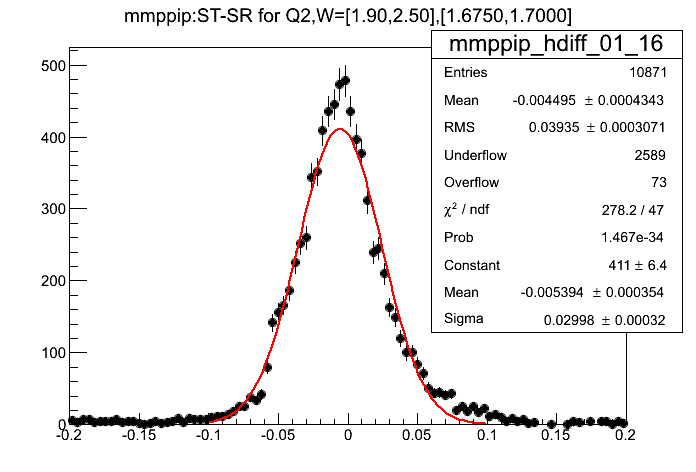 mmppip:ST-SR for Q2,W=[1.90,2.50],[1.6750,1.7000]
mmppip_hdiff_01_16
Entries 10871
Mean -0.004495 ± 0.0004343
RMS 0.03935 ± 0.0003071
Underflow 2589
Overflow 73
χ² / ndf 278.2 / 47
Prob 1.467e-34
Constant 411 ± 6.4
Mean -0.005394 ± 0.000354
Sigma 0.02998 ± 0.00032
500
400
300
200
100
0
-0.2 -0.15 -0.1 -0.05 0 0.05 0.1 0.15 0.2